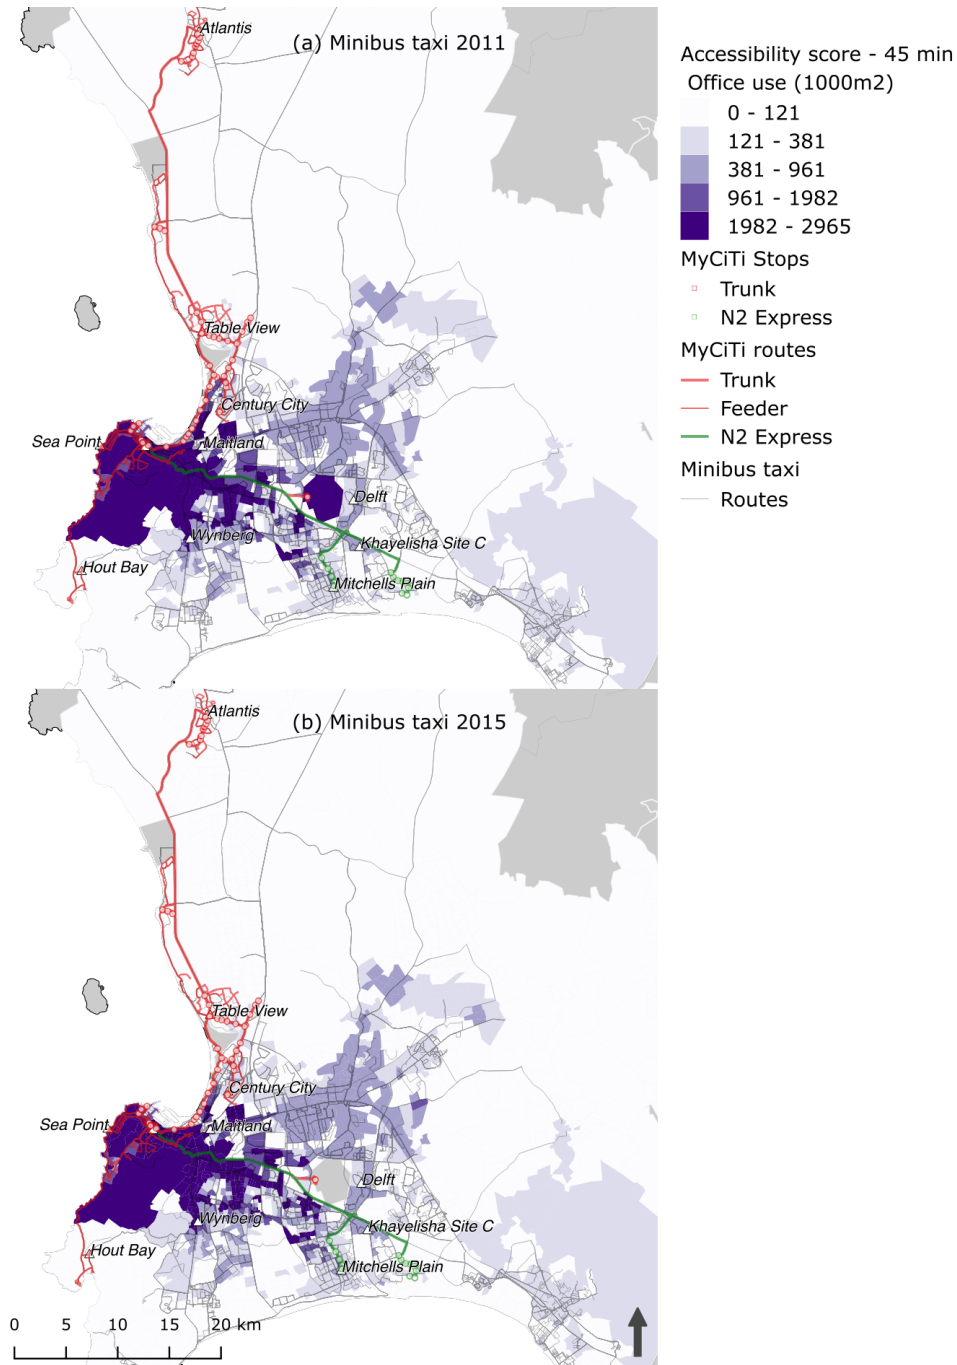 Atlantis
(a) Minibus taxi 2011
Table View
Century City
Sea Point
Maitland
Delft
Wynberg
Khayelisha Site C
Hout Bay
Mitchells Plain
Accessibility score - 45 min
Office use (1000m2)
0 - 121
121 - 381
381 - 961
961 - 1982
1982 - 2965
MyCiTi Stops
Trunk
N2 Express
MyCiTi routes
Trunk
Feeder
N2 Express
Minibus taxi
Routes
Atlantis
(b) Minibus taxi 2015
Table View
Century City
Sea Point
Maitland
Delft
Wynberg
Khayelisha Site C
Hout Bay
Mitchells Plain
0 5 10 15 20 km